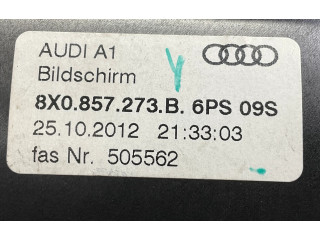 AUDI A1
Bildschirm
8X0.857.273.B. 6PS 09S
25.10.2012 21:33:03
fas Nr. 505562